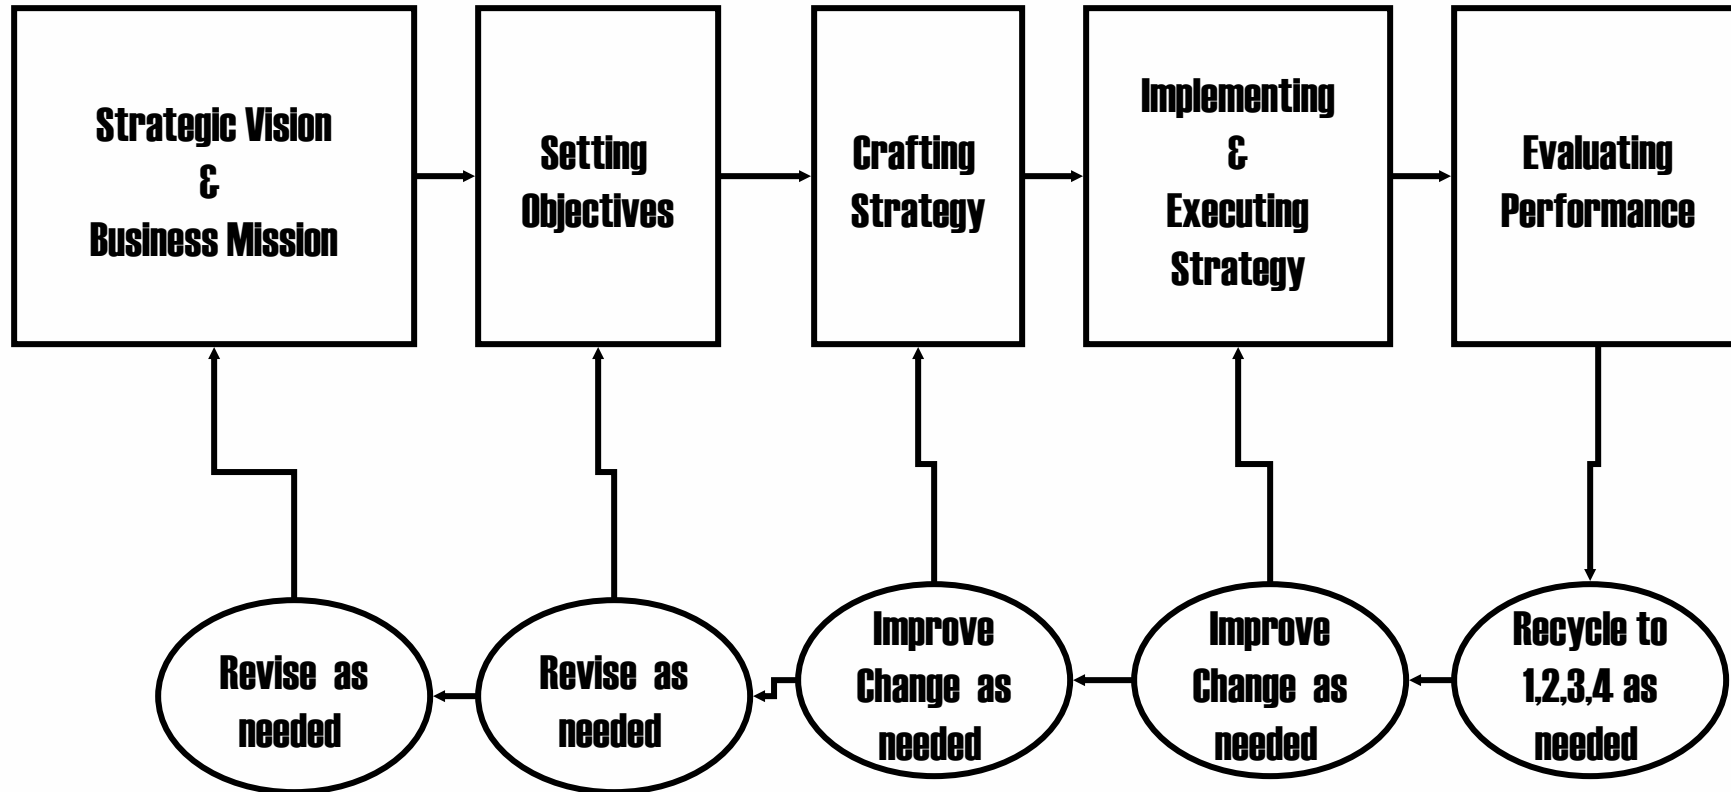 Strategic Vision
&
Business Mission
Setting
Objectives
Crafting
Strategy
Implementing
&
Executing
Strategy
Evaluating
Performance
Revise as
needed
Revise as
needed
Improve
Change as
needed
Improve
Change as
needed
Recycle to
1,2,3,4 as
needed